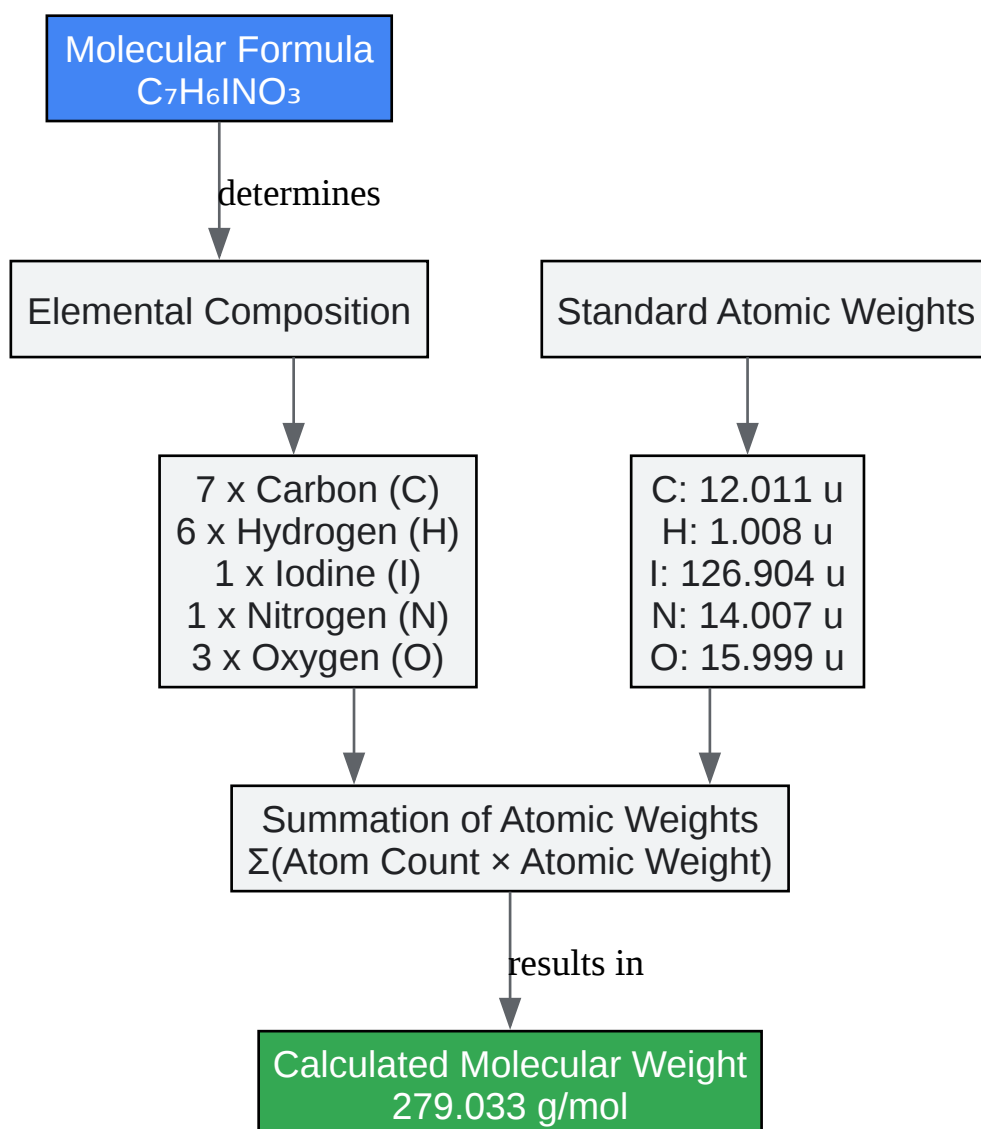 Molecular Formula
C₇H₆INO₃
determines
Elemental Composition
Standard Atomic Weights
7 x Carbon (C)
6 x Hydrogen (H)
1 x Iodine (I)
1 x Nitrogen (N)
3 x Oxygen (O)
C: 12.011 u
H: 1.008 u
I: 126.904 u
N: 14.007 u
O: 15.999 u
Summation of Atomic Weights
Σ(Atom Count × Atomic Weight)
results in
Calculated Molecular Weight
279.033 g/mol